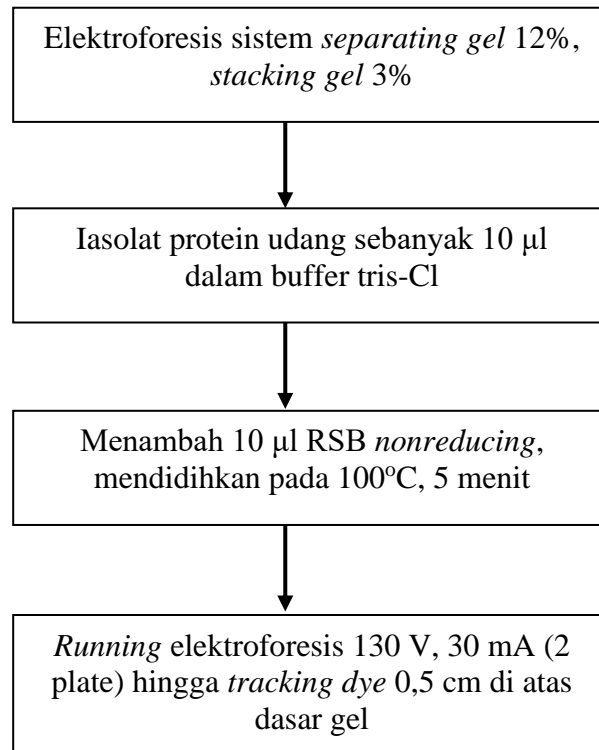 Elektroforesis sistem separating gel 12%,
stacking gel 3%
Iasolat protein udang sebanyak 10 μl
dalam buffer tris-Cl
Menambah 10 μl RSB nonreducing,
mendidihkan pada 100°C, 5 menit
Running elektroforesis 130 V, 30 mA (2
plate) hingga tracking dye 0,5 cm di atas
dasar gel